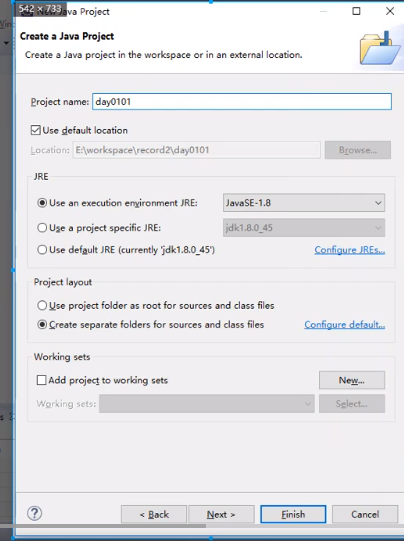 542 × 733
New Java Project
Create a Java Project
Create a Java project in the workspace or in an external location.
Project name: day0101
Use default location
Location: E:\workspace\record2\day0101 Browse...
JRE
Use an execution environment JRE: JavaSE-1.8
Use a project specific JRE: jdk1.8.0_45
Use default JRE (currently 'jdk1.8.0_45') Configure JREs...
Project layout
Use project folder as root for sources and class files
Create separate folders for sources and class files Configure default...
Working sets
Add project to working sets New...
Working sets: Select...
? < Back Next > Finish Cancel